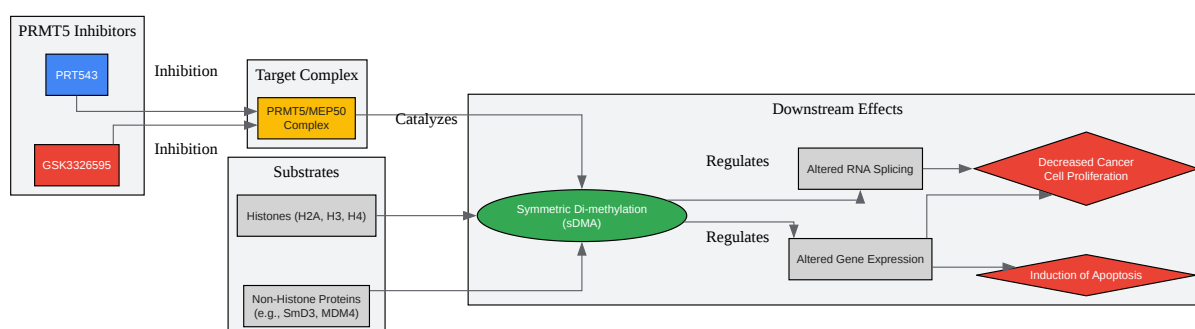 PRMT5 Inhibitors
PRT543
GSK3326595
Inhibition
Inhibition
Target Complex
PRMT5/MEP50
Complex
Catalyzes
Substrates
Histones (H2A, H3, H4)
Non-Histone Proteins
(e.g., SmD3, MDM4)
Downstream Effects
Symmetric Di-methylation
(sDMA)
Regulates
Regulates
Altered RNA Splicing
Altered Gene Expression
Decreased Cancer
Cell Proliferation
Induction of Apoptosis